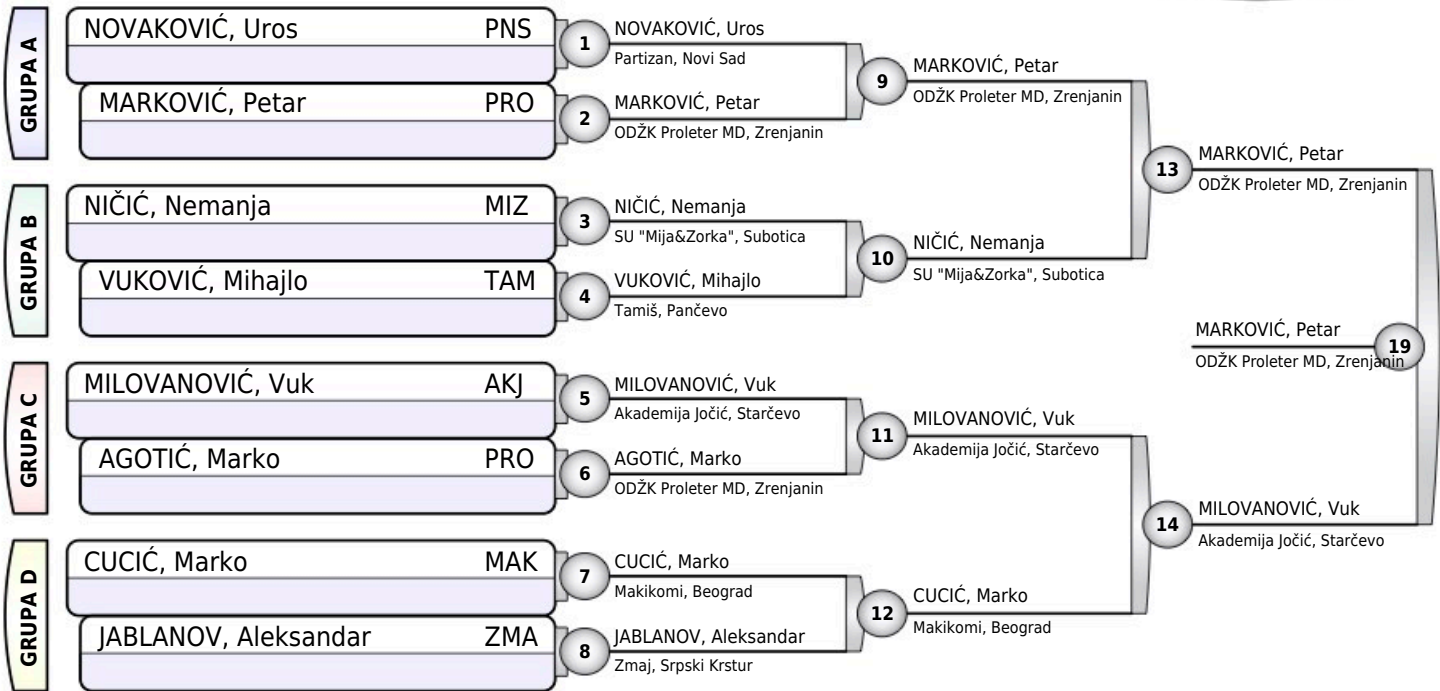 GRUPA A
NOVAKOVIĆ, Uros PNS
MARKOVIĆ, Petar PRO
GRUPA B
NIČIĆ, Nemanja MIZ
VUKOVIĆ, Mihajlo TAM
GRUPA C
MILOVANOVIĆ, Vuk AKJ
AGOTIĆ, Marko PRO
GRUPA D
CUCIĆ, Marko MAK
JABLANOV, Aleksandar ZMA
1
NOVAKOVIĆ, Uros
Partizan, Novi Sad
2
MARKOVIĆ, Petar
ODŽK Proleter MD, Zrenjanin
3
NIČIĆ, Nemanja
SU "Mija&Zorka", Subotica
4
VUKOVIĆ, Mihajlo
Tamiš, Pančevo
5
MILOVANOVIĆ, Vuk
Akademija Jočić, Starčevo
6
AGOTIĆ, Marko
ODŽK Proleter MD, Zrenjanin
7
CUCIĆ, Marko
Makikomi, Beograd
8
JABLANOV, Aleksandar
Zmaj, Srpski Krstur
9
MARKOVIĆ, Petar
ODŽK Proleter MD, Zrenjanin
10
NIČIĆ, Nemanja
SU "Mija&Zorka", Subotica
11
MILOVANOVIĆ, Vuk
Akademija Jočić, Starčevo
12
CUCIĆ, Marko
Makikomi, Beograd
13
MARKOVIĆ, Petar
ODŽK Proleter MD, Zrenjanin
14
MILOVANOVIĆ, Vuk
Akademija Jočić, Starčevo
MARKOVIĆ, Petar
19
ODŽK Proleter MD, Zrenjanin